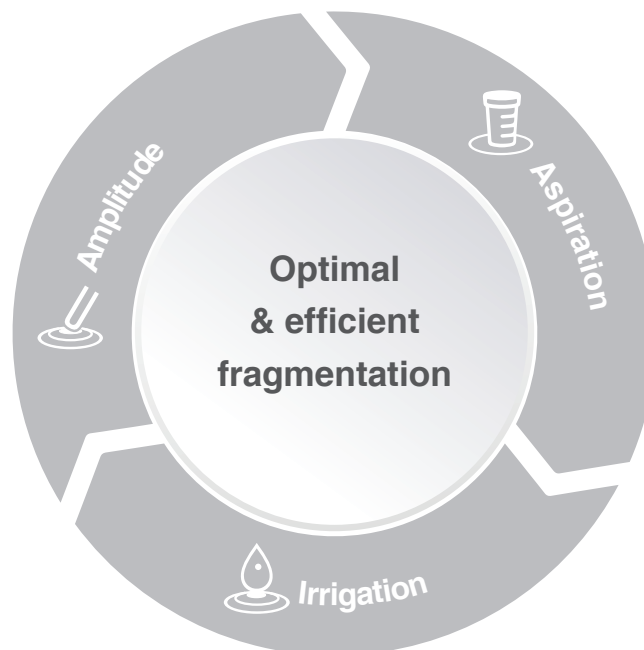 Amplitude
Aspiration
Optimal
& efficient
fragmentation
Irrigation